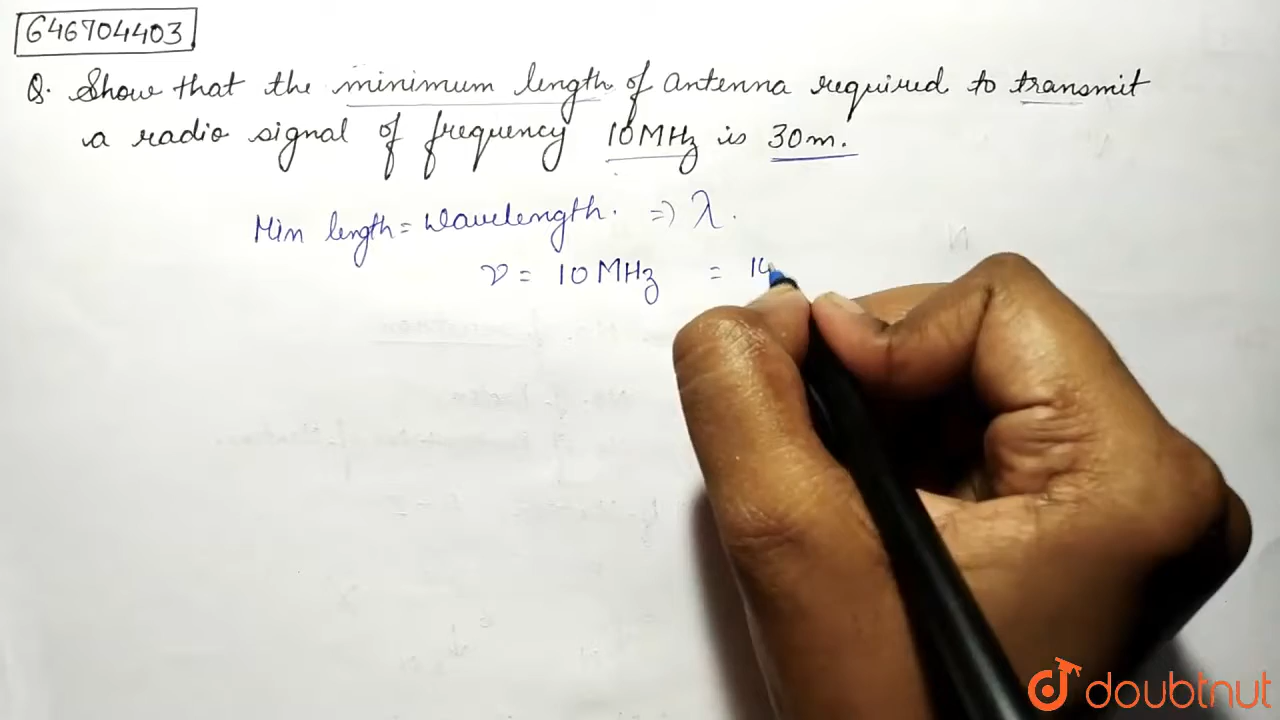 646704403
Q. Show that the minimum length of antenna required to transmit
a radio signal of frequency 10MHz is 30m.
Min length = Wavelength. => λ.
ν = 10 MHz = 10
doubtnut